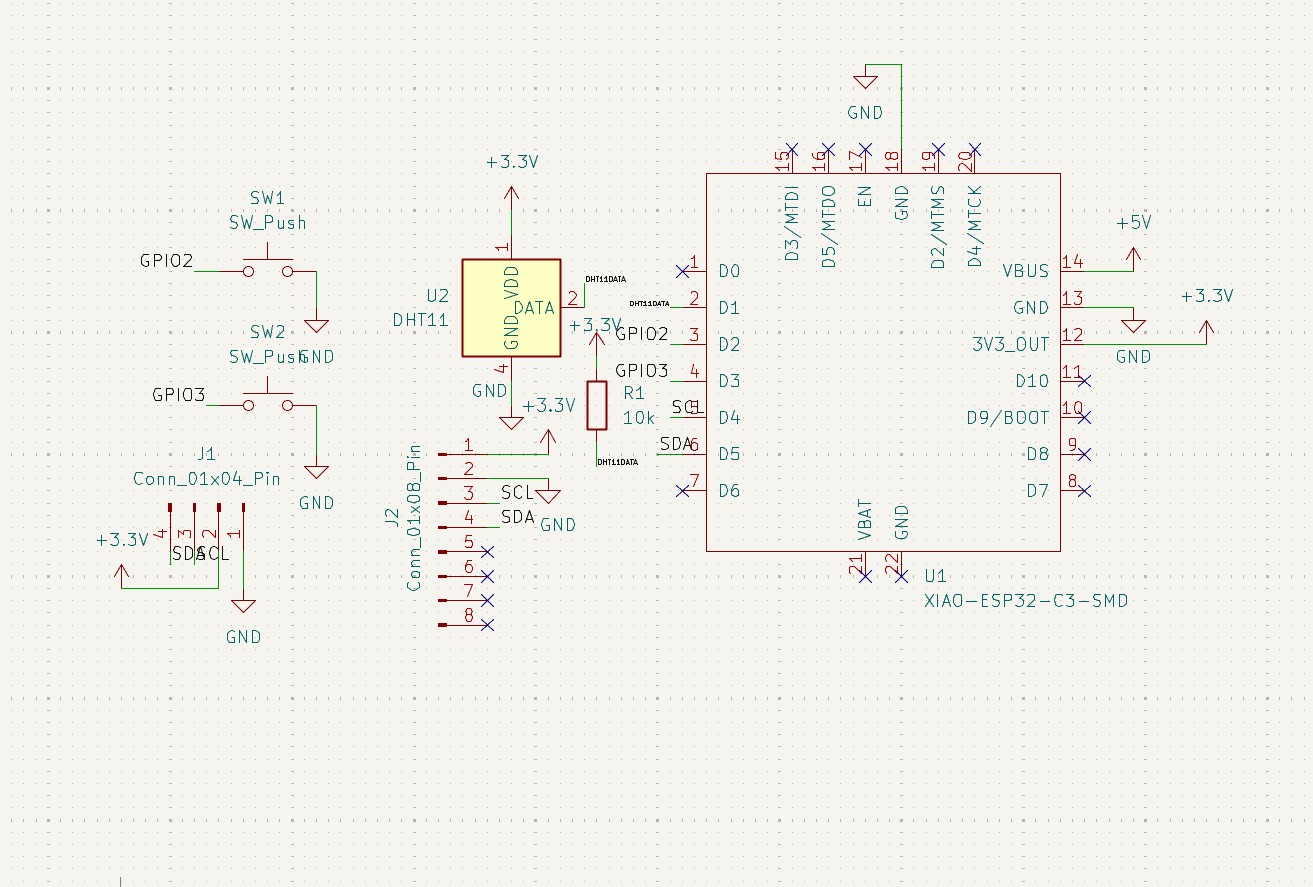 GND
15
16
17
18
19
20
D3/MTDI
D5/MTDO
EN
GND
D2/MTMS
D4/MTCK
+3.3V
SW1
SW_Push
GPIO2
GND
SW2
SW_Push
GPIO3
GND
J1
Conn_01x04_Pin
4
3
2
1
+3.3V
SDA
SCL
GND
U2
DHT11
1
VDD
DATA
2
GND
4
GND
DHT11DATA
+3.3V
R1
10k
DHT11DATA
J2
Conn_01x08_Pin
+3.3V
1
2
3
SCL
4
SDA
GND
5
6
7
8
1
D0
DHT11DATA
2
D1
GPIO2
3
D2
GPIO3
4
D3
SCL
5
D4
SDA
6
D5
7
D6
+5V
VBUS
14
GND
13
GND
+3.3V
3V3_OUT
12
D10
11
D9/BOOT
10
D8
9
D7
8
VBAT
GND
21
22
U1
XIAO-ESP32-C3-SMD